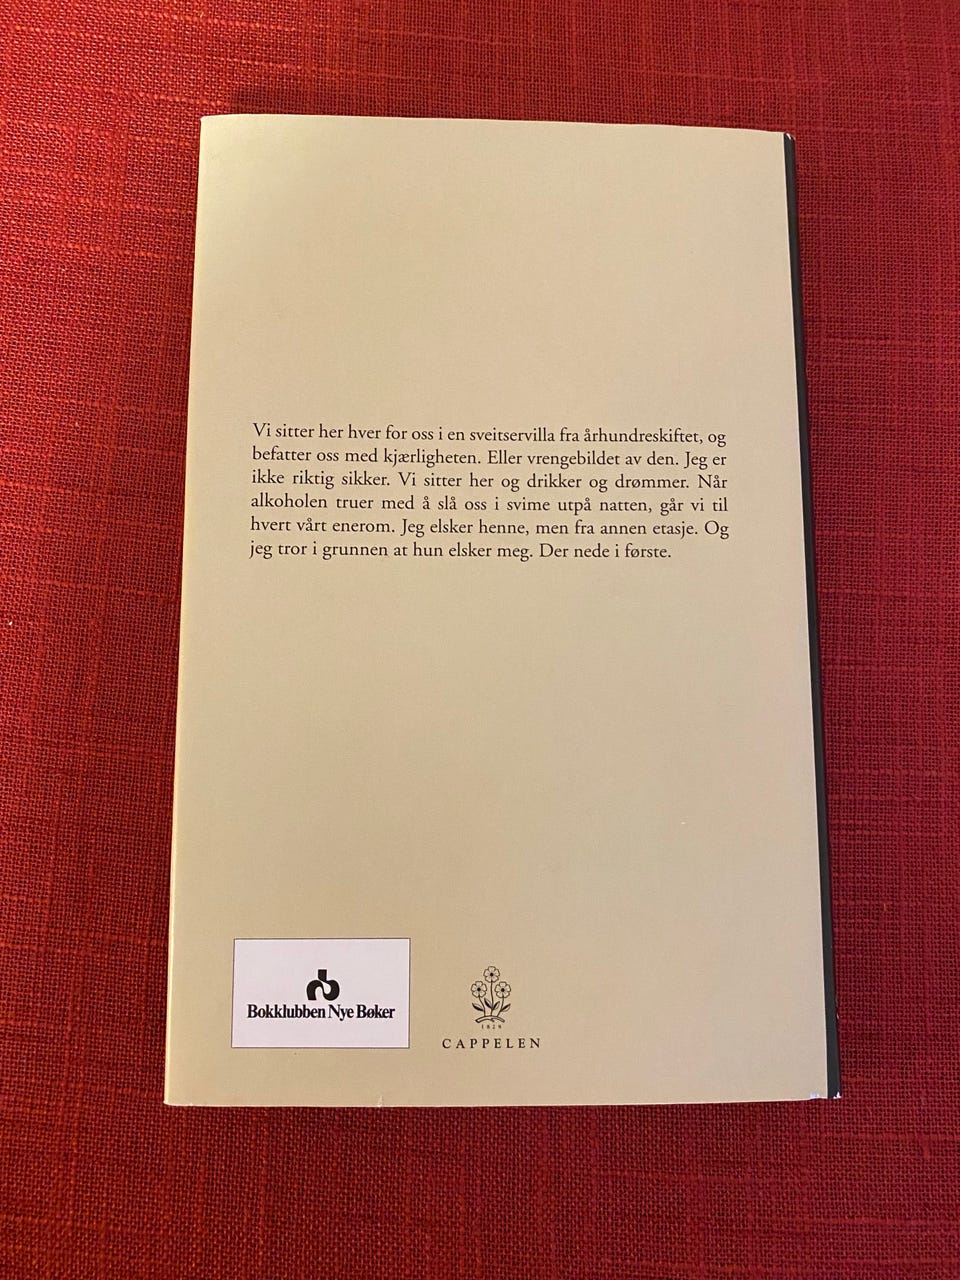 Vi sitter her hver for oss i en sveitservilla fra århundreskiftet, og
befatter oss med kjærligheten. Eller vrengebildet av den. Jeg er
ikke riktig sikker. Vi sitter her og drikker og drømmer. Når
alkoholen truer med å slå oss i svime utpå natten, går vi til
hvert vårt enerom. Jeg elsker henne, men fra annen etasje. Og
jeg tror i grunnen at hun elsker meg. Der nede i første.
Bokklubben Nye Bøker
1829
CAPPELEN